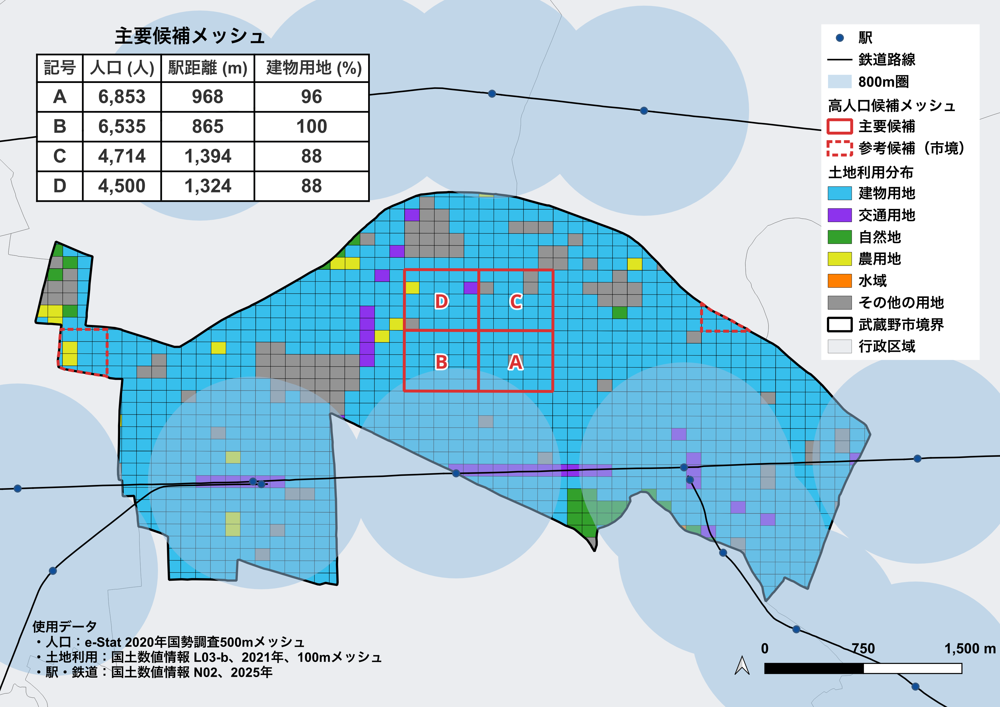 主要候補メッシュ
記号 人口 (人) 駅距離 (m) 建物用地 (%)
A 6,853 968 96
B 6,535 865 100
C 4,714 1,394 88
D 4,500 1,324 88
駅
鉄道路線
800m圏
高人口候補メッシュ
主要候補
参考候補（市境）
土地利用分布
建物用地
交通用地
自然地
農用地
水域
その他の用地
武蔵野市境界
行政区域
D C
B A
使用データ
・人口：e-Stat 2020年国勢調査500mメッシュ
・土地利用：国土数値情報 L03-b、2021年、100mメッシュ
・駅・鉄道：国土数値情報 N02、2025年
0 750 1,500 m